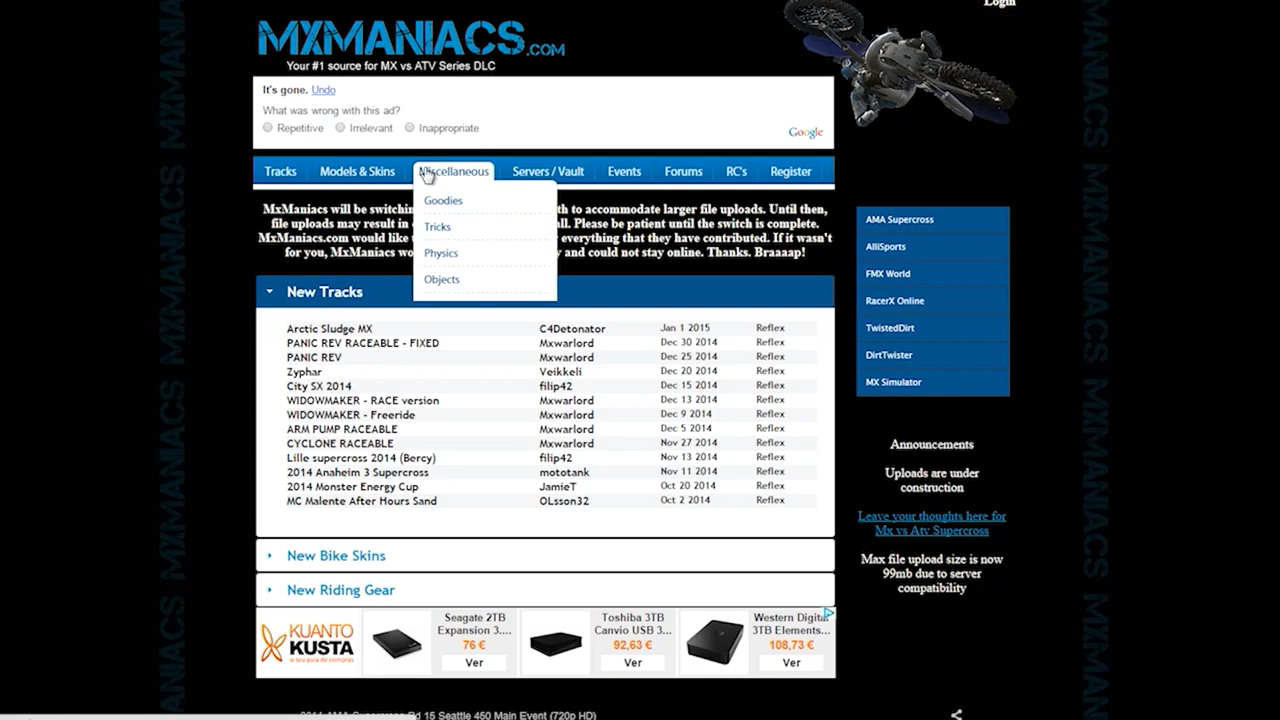 Login
MXMANIACS.COM
Your #1 source for MX vs ATV Series DLC
It's gone. Undo
What was wrong with this ad?
Repetitive Irrelevant Inappropriate
Google
Tracks Models & Skins Miscellaneous Servers / Vault Events Forums RC's Register
Goodies
Tricks
Physics
Objects
MxManiacs will be switching th to accommodate larger file uploads. Until then,
file uploads may result in all. Please be patient until the switch is complete.
MxManiacs.com would like everything that they have contributed. If it wasn't
for you, MxManiacs and could not stay online. Thanks. Braaaap!
New Tracks
Arctic Sludge MX C4Detonator Jan 1 2015 Reflex
PANIC REV RACEABLE - FIXED Mxwarlord Dec 30 2014 Reflex
PANIC REV Mxwarlord Dec 25 2014 Reflex
Zyphar Veikkeli Dec 20 2014 Reflex
City SX 2014 filip42 Dec 15 2014 Reflex
WIDOWMAKER - RACE version Mxwarlord Dec 13 2014 Reflex
WIDOWMAKER - Freeride Mxwarlord Dec 9 2014 Reflex
ARM PUMP RACEABLE Mxwarlord Dec 5 2014 Reflex
CYCLONE RACEABLE Mxwarlord Nov 27 2014 Reflex
Lille supercross 2014 (Bercy) filip42 Nov 13 2014 Reflex
2014 Anaheim 3 Supercross mototank Nov 11 2014 Reflex
2014 Monster Energy Cup JamieT Oct 20 2014 Reflex
MC Malente After Hours Sand OLsson32 Oct 2 2014 Reflex
New Bike Skins
New Riding Gear
KUANTO
KUSTA
o teu guia de compras
Seagate 2TB
Expansion 3....
76 €
Ver
Toshiba 3TB
Canvio USB 3...
92,63 €
Ver
Western Digital
3TB Elements...
108,73 €
Ver
2014 AMA Supercross Rd 15 Seattle 450 Main Event (720p HD)
AMA Supercross
AlliSports
FMX World
RacerX Online
TwistedDirt
DirtTwister
MX Simulator
Announcements
Uploads are under
construction
Leave your thoughts here for
Mx vs Atv Supercross
Max file upload size is now
99mb due to server
compatibility
MXMANIACS MXMANIACS MXMANIACS
MXMANIACS MXMANIACS MXMANIACS